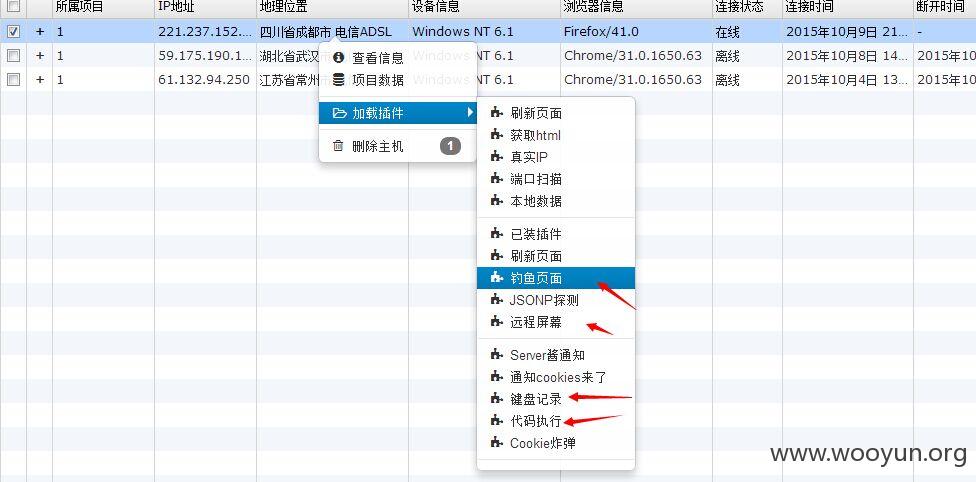 所属项目 IP地址 地理位置 设备信息 浏览器信息 连接状态 连接时间 断开时间
+ 1 221.237.152.... 四川省成都市 电信ADSL Windows NT 6.1 Firefox/41.0 在线 2015年10月9日 21... -
+ 1 59.175.190.1... 湖北省武汉市 NT 6.1 Chrome/31.0.1650.63 离线 2015年10月8日 14... 2015年10
+ 1 61.132.94.250 江苏省常州市 NT 6.1 Chrome/31.0.1650.63 离线 2015年10月4日 13... 2015年10
查看信息
项目数据
加载插件
删除主机 1
刷新页面
获取html
真实IP
端口扫描
本地数据
已装插件
刷新页面
钓鱼页面
JSONP探测
远程屏幕
Server酱通知
通知cookies来了
键盘记录
代码执行
Cookie炸弹
www.wooyun.org